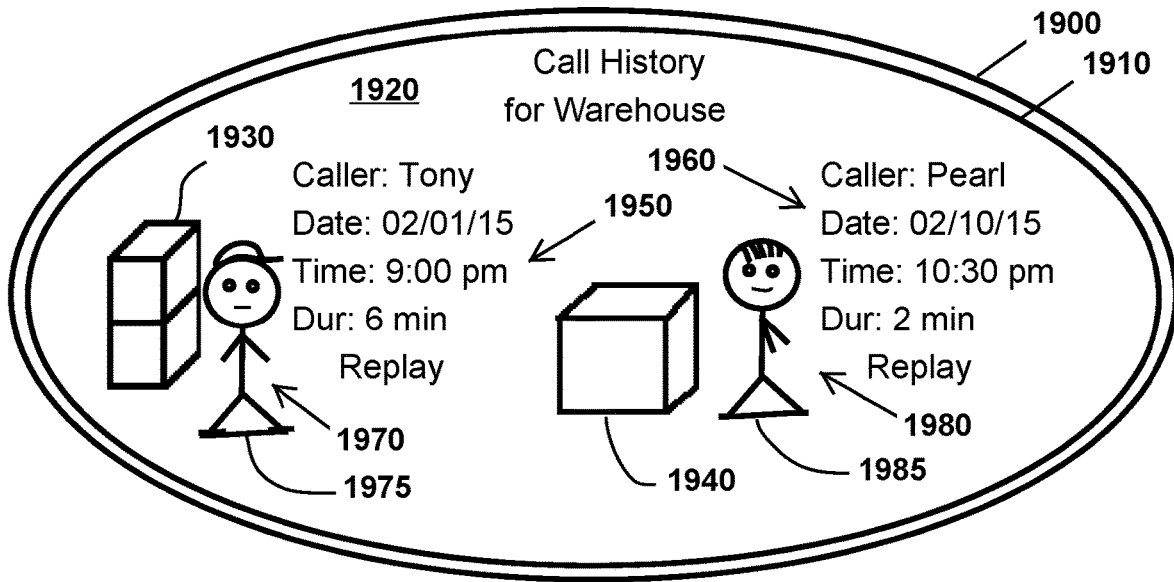 1900
1910
Call History
for Warehouse
1920
1930
1960
Caller: Tony
Date: 02/01/15
Time: 9:00 pm
Dur: 6 min
Replay
1950
Caller: Pearl
Date: 02/10/15
Time: 10:30 pm
Dur: 2 min
Replay
1970
1975
1940
1980
1985